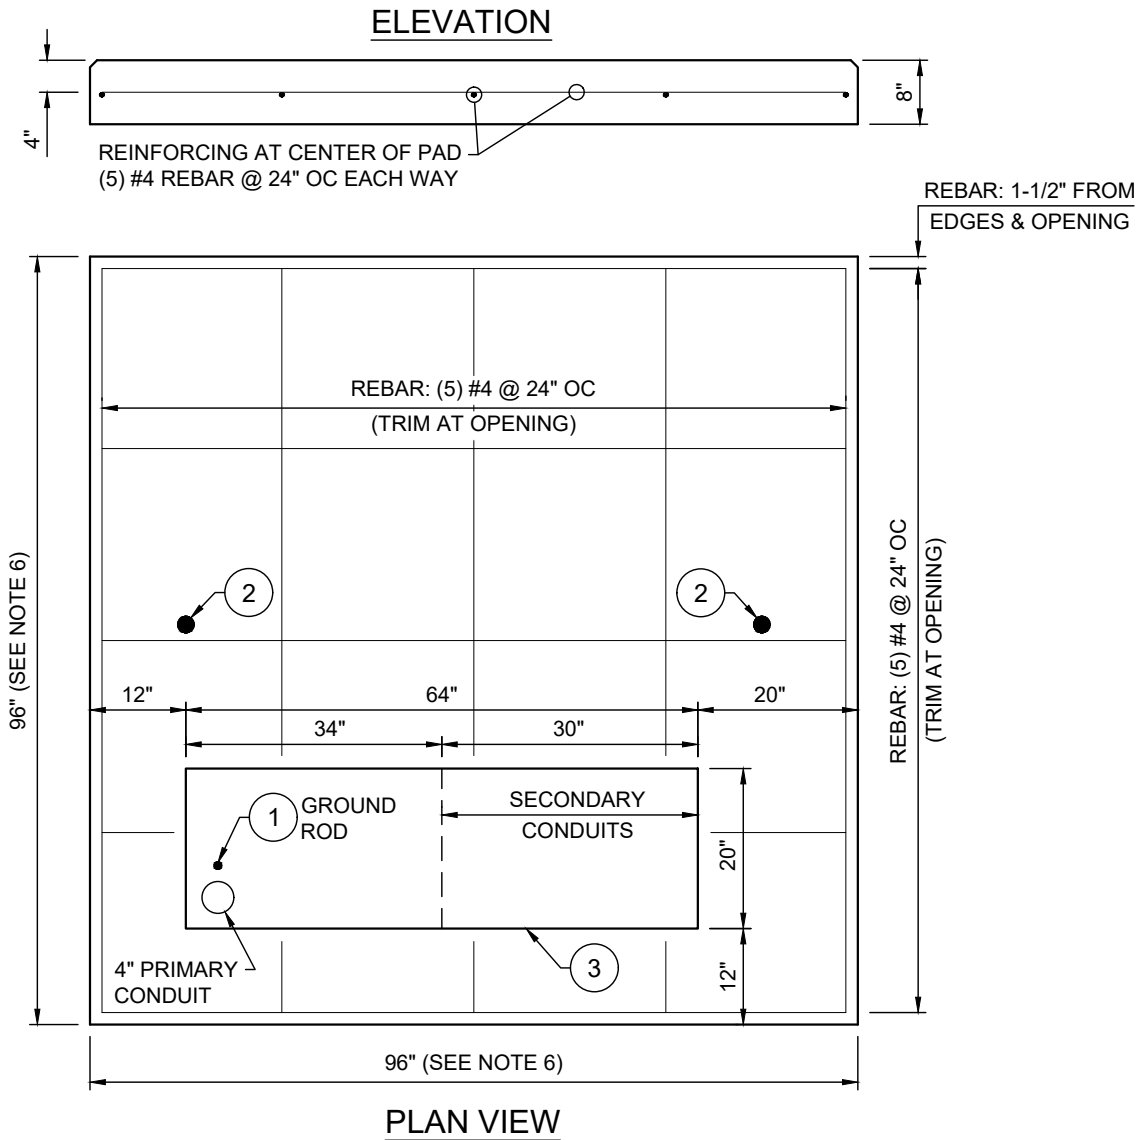 ELEVATION
8"
4"
REINFORCING AT CENTER OF PAD
(5) #4 REBAR @ 24" OC EACH WAY
REBAR: 1-1/2" FROM
EDGES & OPENING
REBAR: (5) #4 @ 24" OC
(TRIM AT OPENING)
96" (SEE NOTE 6)
2
2
REBAR: (5) #4 @ 24" OC
(TRIM AT OPENING)
12"
64"
20"
34"
30"
1
GROUND
ROD
SECONDARY
CONDUITS
20"
4" PRIMARY
CONDUIT
3
12"
96" (SEE NOTE 6)
PLAN VIEW